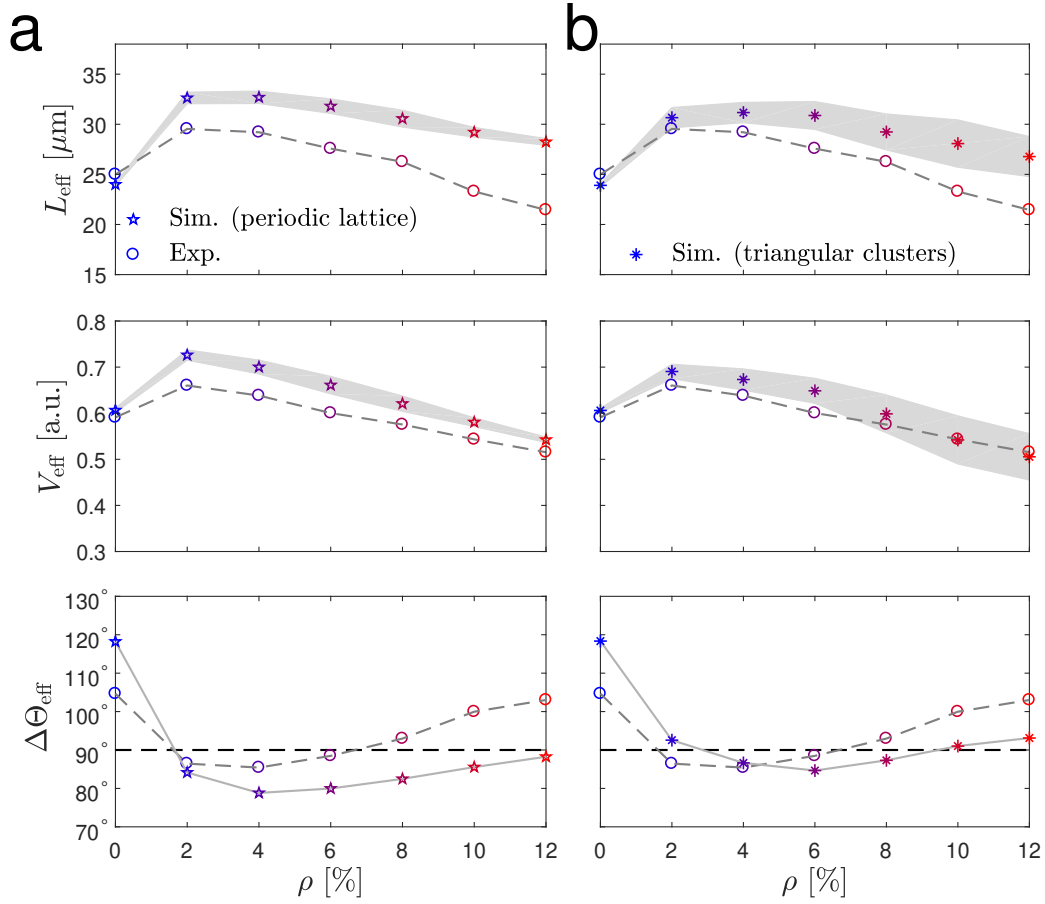 a b
35
30
25
20
15
L_eff [μm]
Sim. (periodic lattice)
Exp.
Sim. (triangular clusters)
0.8
0.7
0.6
0.5
0.4
0.3
V_eff [a.u.]
130°
120°
110°
100°
90°
80°
70°
ΔΘ_eff
0 2 4 6 8 10 12
0 2 4 6 8 10 12
ρ [%]
ρ [%]